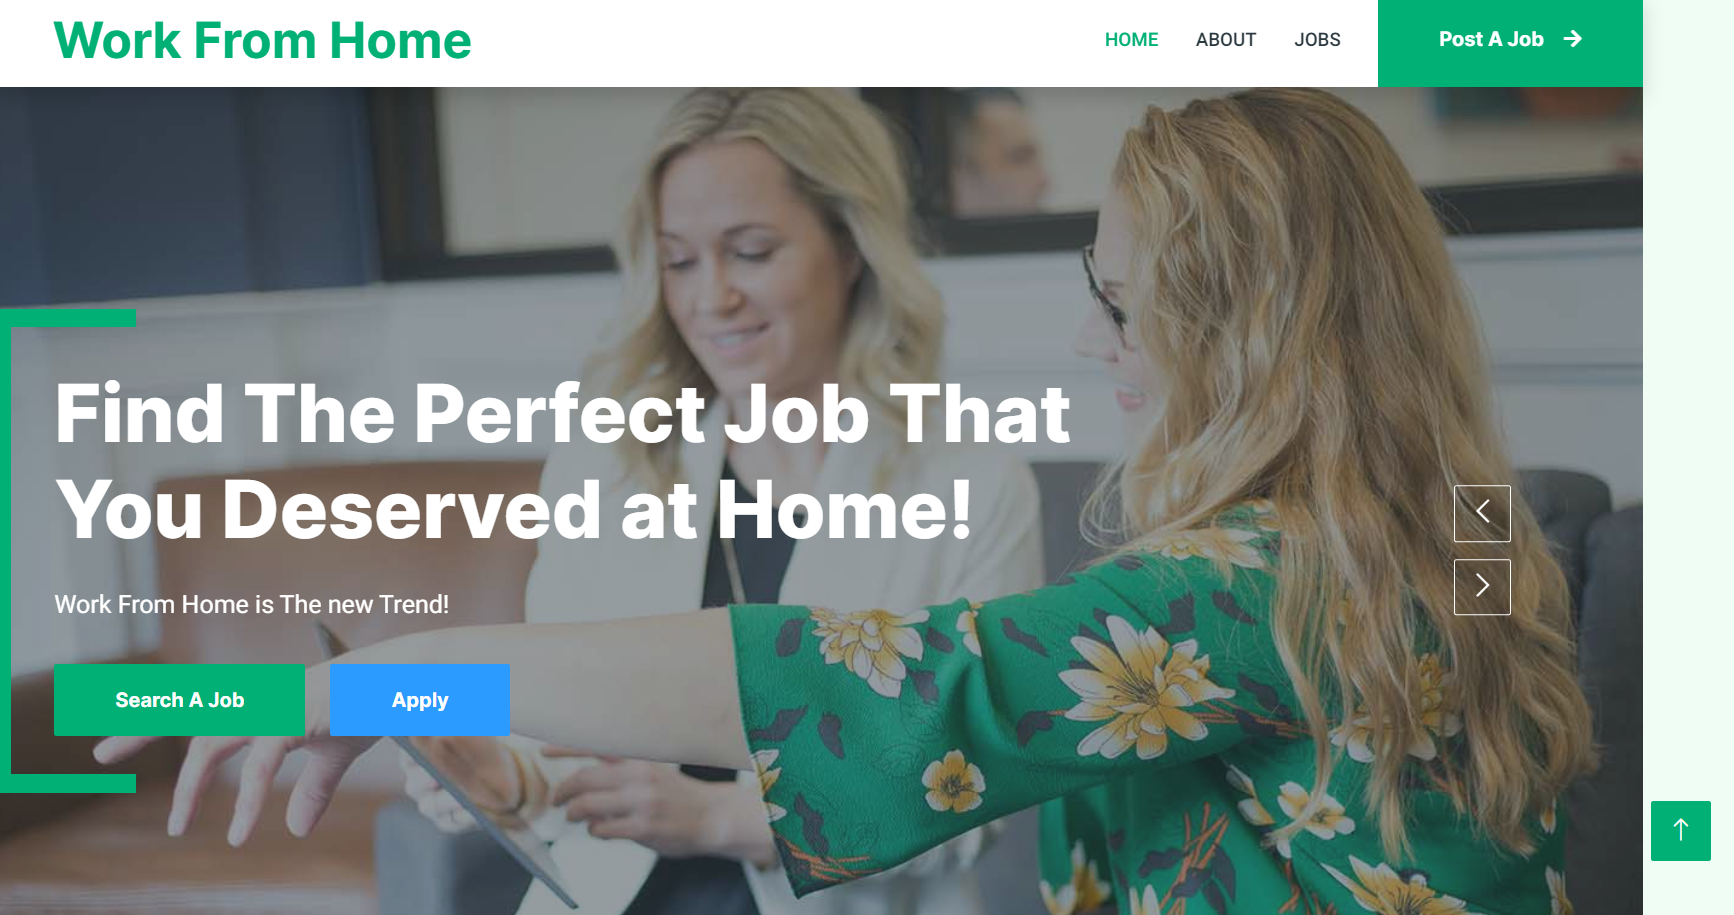 Work From Home
HOME ABOUT JOBS Post A Job
Find The Perfect Job That
You Deserved at Home!
Work From Home is The new Trend!
Search A Job Apply